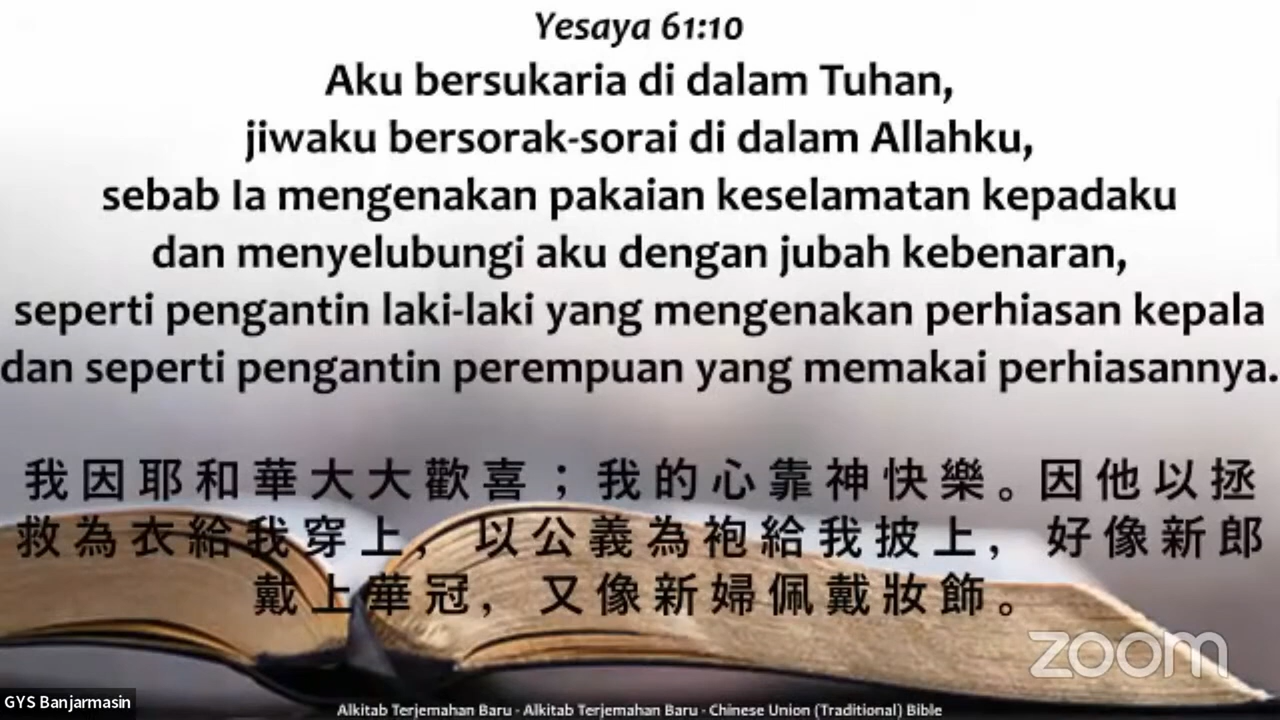 Yesaya 61:10
Aku bersukaria di dalam Tuhan,
jiwaku bersorak-sorai di dalam Allahku,
sebab Ia mengenakan pakaian keselamatan kepadaku
dan menyelubungi aku dengan jubah kebenaran,
seperti pengantin laki-laki yang mengenakan perhiasan kepala
dan seperti pengantin perempuan yang memakai perhiasannya.
我因耶和華大大歡喜；我的心靠神快樂。因他以拯
救為衣給我穿上，以公義為袍給我披上，好像新郎
戴上華冠，又像新婦佩戴妝飾。
zoom
GYS Banjarmasin
Alkitab Terjemahan Baru - Alkitab Terjemahan Baru - Chinese Union (Traditional) Bible